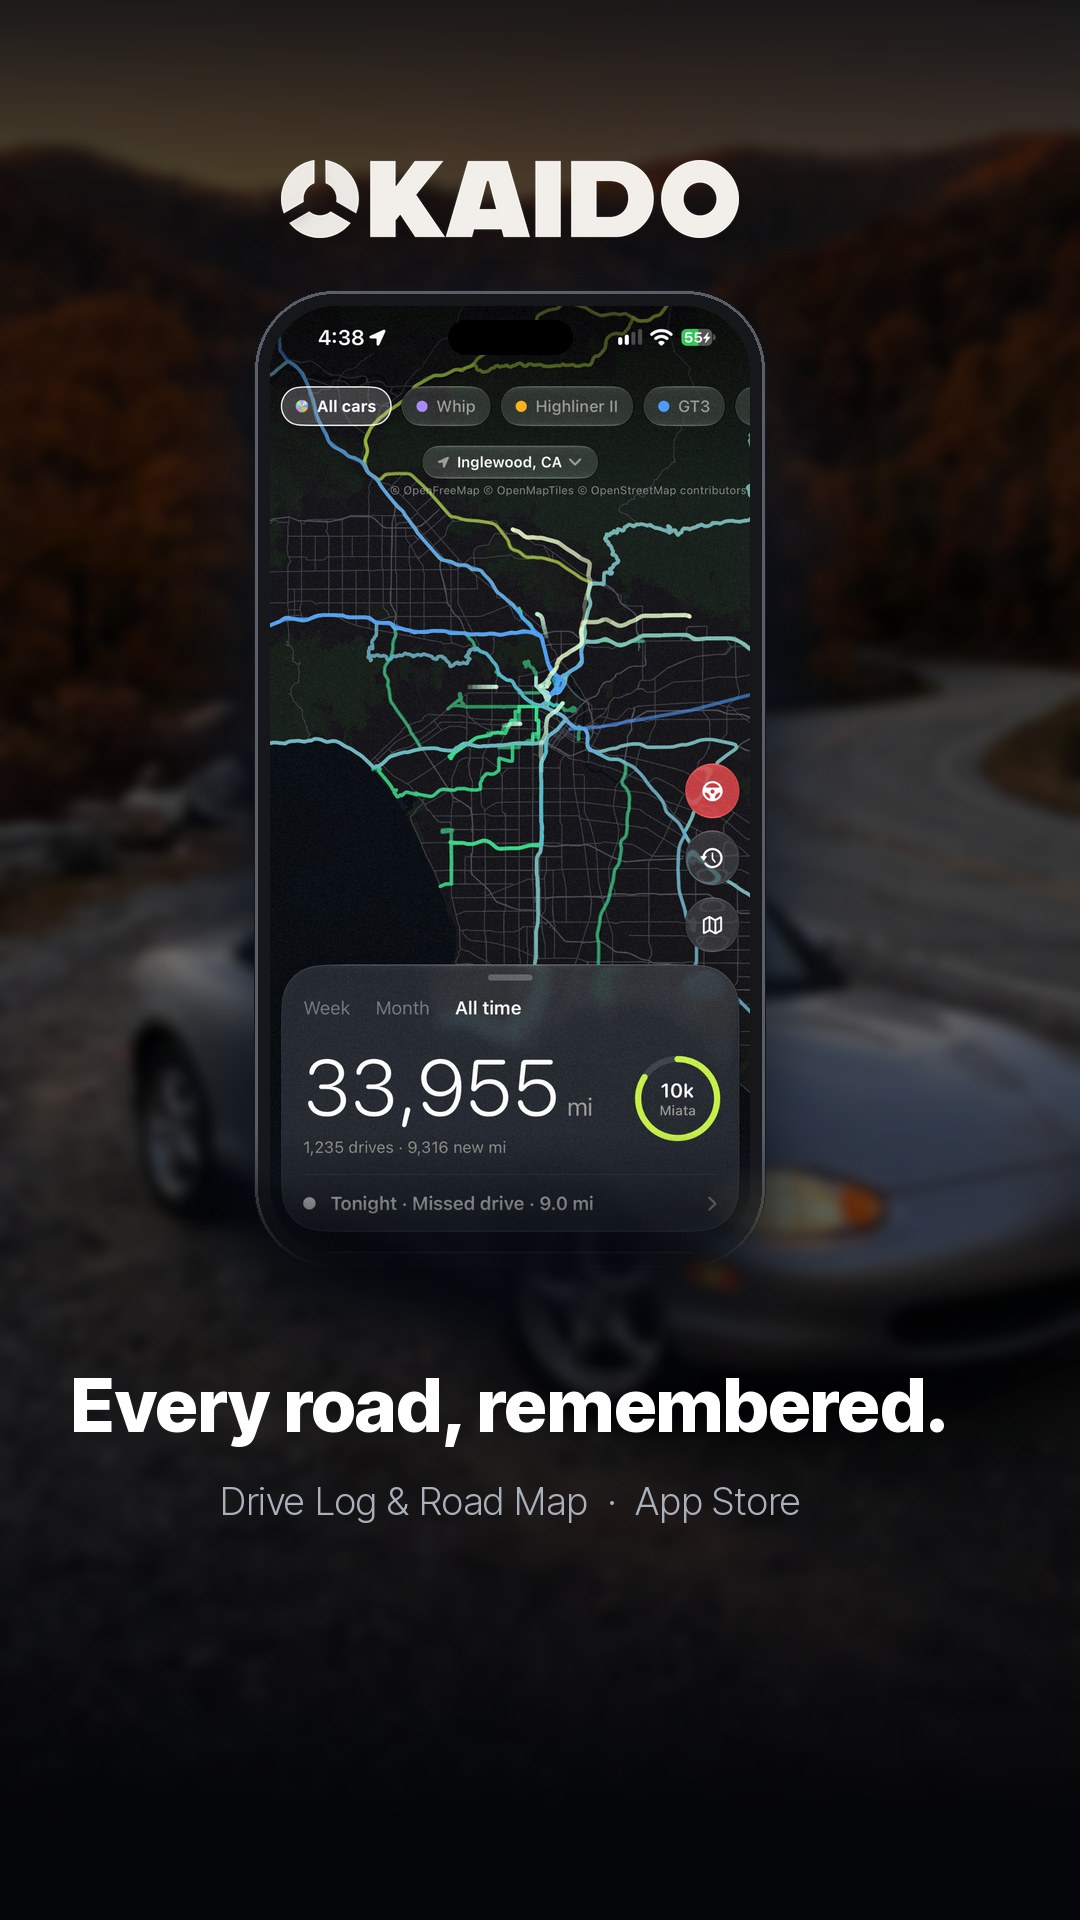 KAIDO
4:38
55
All cars
Whip
Highliner II
GT3
Inglewood, CA
© OpenFreeMap © OpenMapTiles © OpenStreetMap contributors
Week
Month
All time
33,955 mi
10k
Miata
1,235 drives · 9,316 new mi
Tonight · Missed drive · 9.0 mi
Every road, remembered.
Drive Log & Road Map · App Store